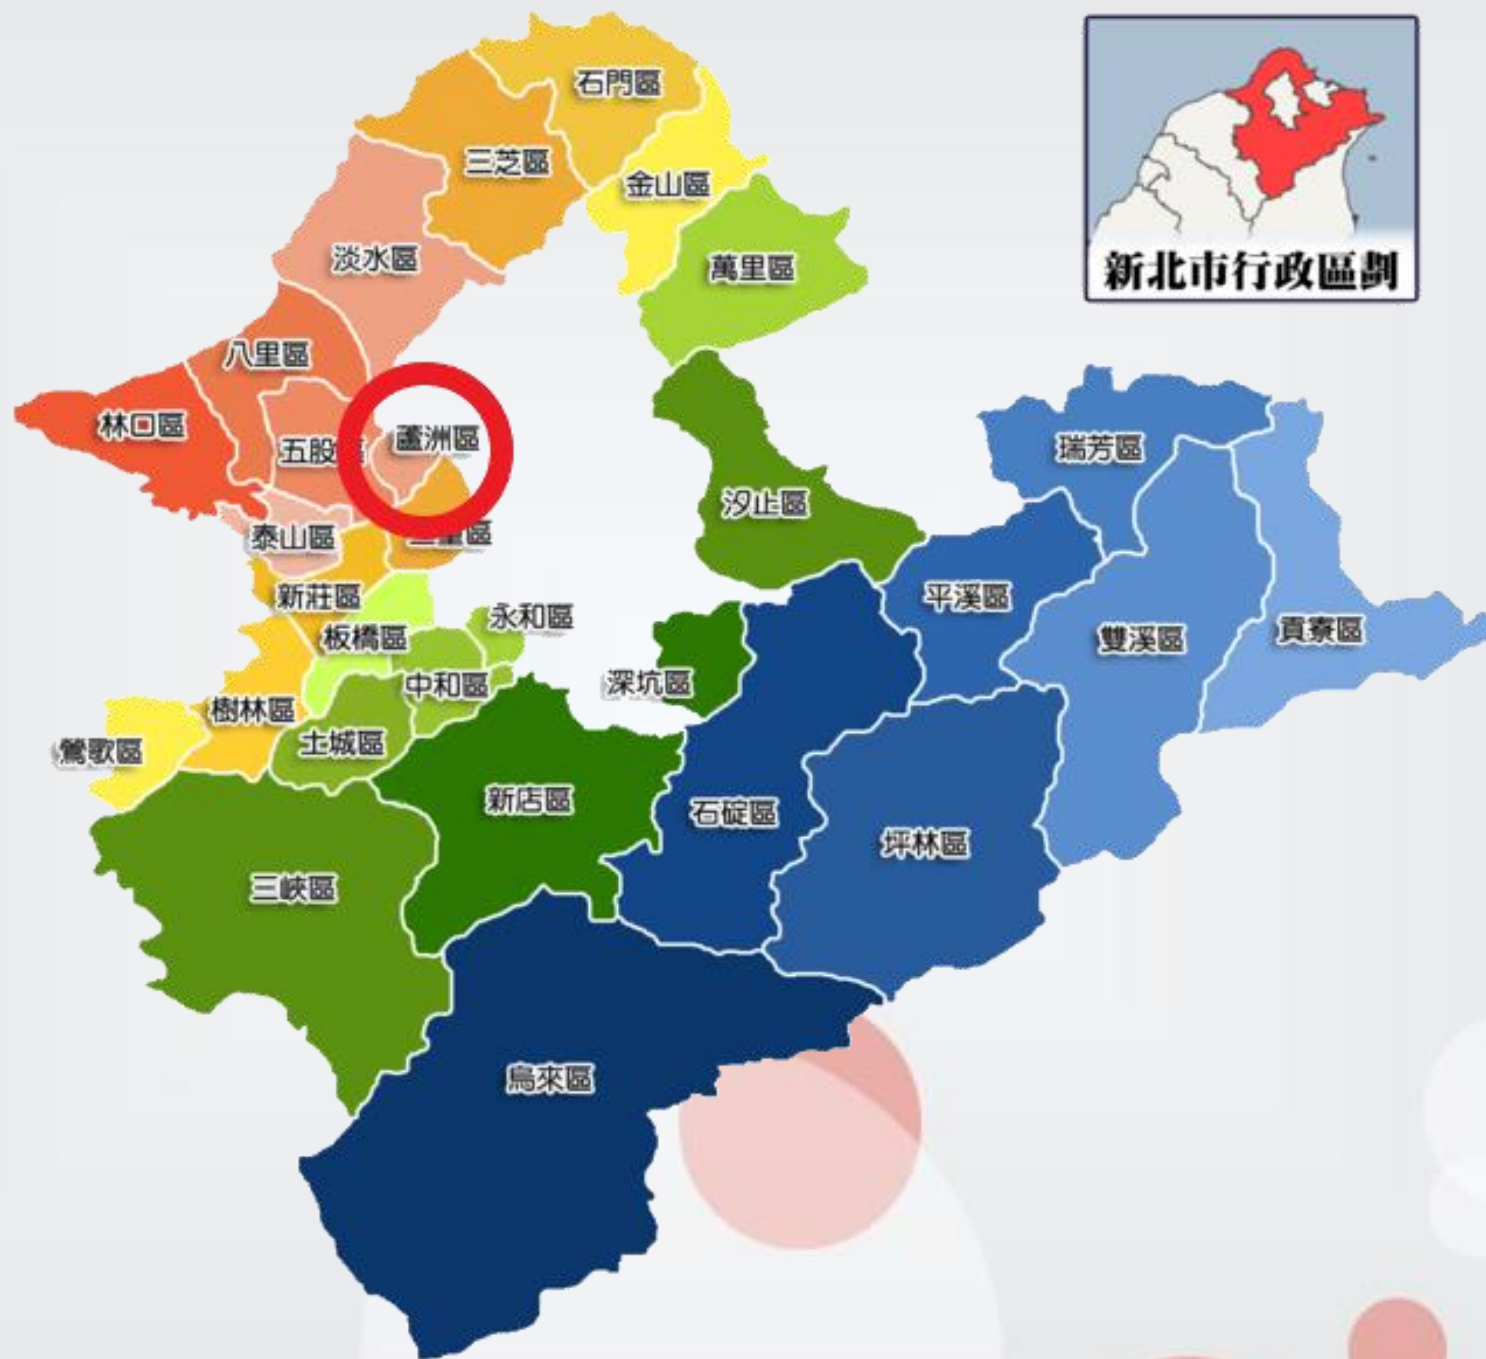 石門區
三芝區
金山區
淡水區
萬里區
新北市行政區劃
八里區
林口區
五股區
蘆洲區
瑞芳區
汐止區
泰山區
三重區
新莊區
平溪區
永和區
板橋區
雙溪區
貢寮區
中和區
深坑區
樹林區
土城區
鶯歌區
新店區
石碇區
坪林區
三峽區
烏來區